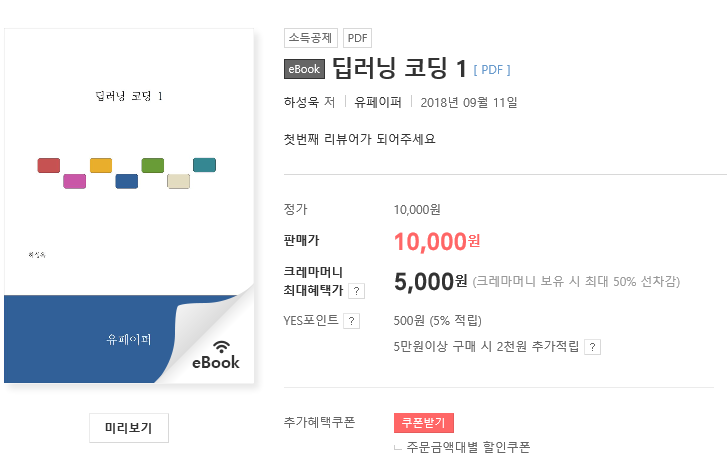 딥러닝 코딩 1
하성욱
유페이퍼
eBook
미리보기
소득공제 PDF
eBook 딥러닝 코딩 1 [ PDF ]
하성욱 저 유페이퍼 2018년 09월 11일
첫번째 리뷰어가 되어주세요
정가 10,000원
판매가 10,000원
크레마머니
최대혜택가 ? 5,000원 (크레마머니 보유 시 최대 50% 선차감)
YES포인트 ? 500원 (5% 적립)
5만원이상 구매 시 2천원 추가적립 ?
추가혜택쿠폰 쿠폰받기
주문금액대별 할인쿠폰